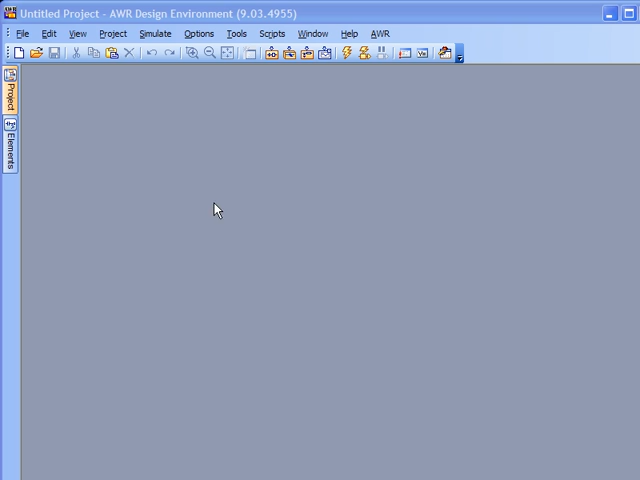 Untitled Project - AWR Design Environment (9.03.4955)
File Edit View Project Simulate Options Tools Scripts Window Help AWR
Project
Elements